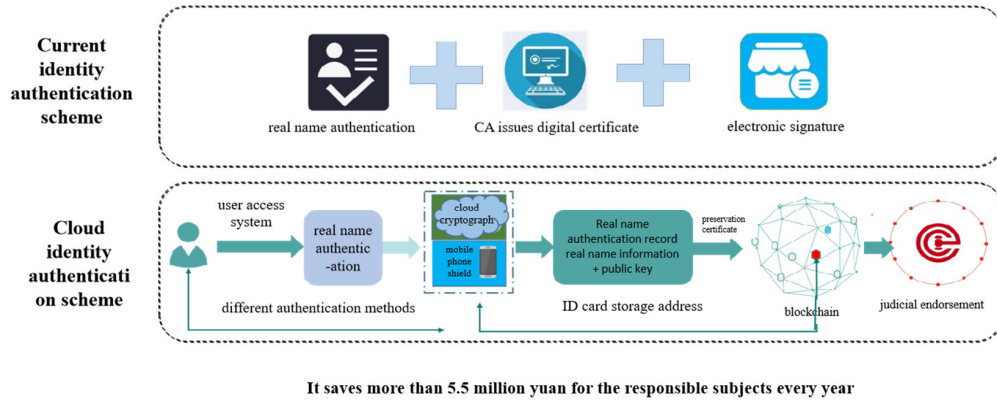 Current
identity
authentication
scheme
real name authentication
CA issues digital certificate
electronic signature
Cloud
identity
authenticati
on scheme
user access
system
real name
authentic
-ation
different authentication methods
cloud
cryptograph
mobile
phone
shield
Real name
authentication record
real name information
+ public key
ID card storage address
preservation
certificate
blockchain
judicial endorsement
It saves more than 5.5 million yuan for the responsible subjects every year